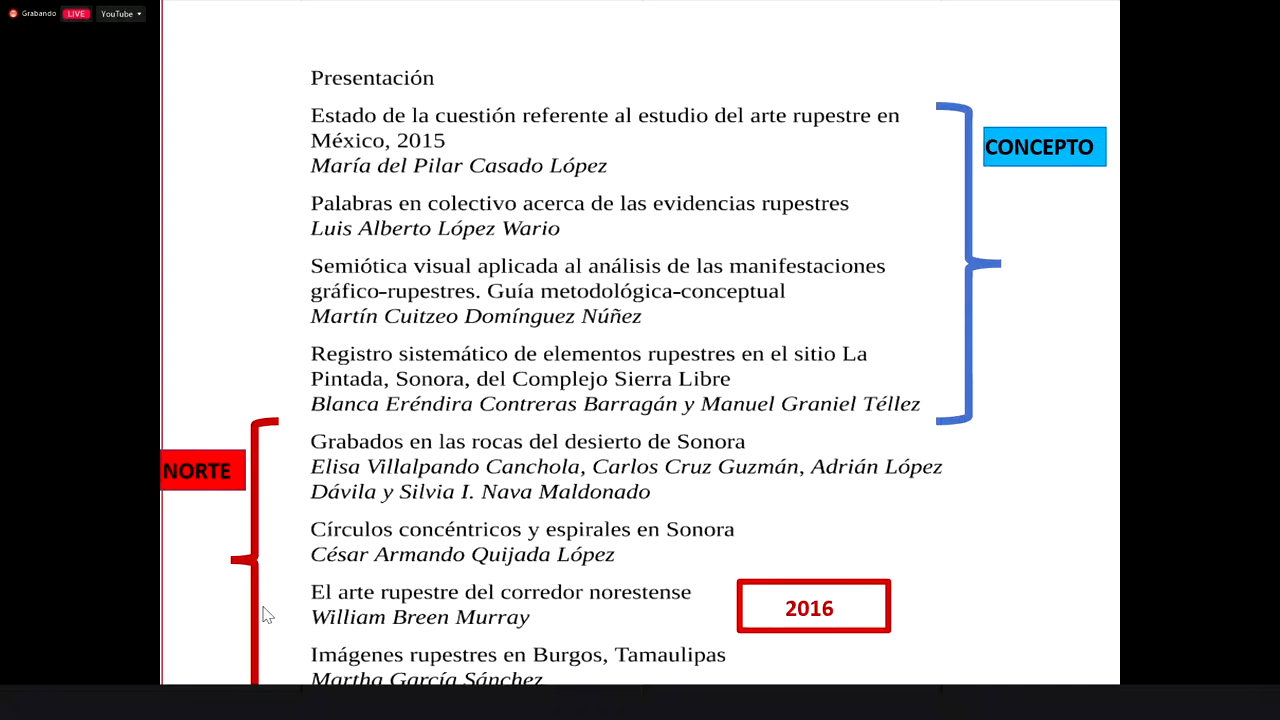 Grabando LIVE YouTube
Presentación
Estado de la cuestión referente al estudio del arte rupestre en
México, 2015
María del Pilar Casado López
CONCEPTO
Palabras en colectivo acerca de las evidencias rupestres
Luis Alberto López Wario
Semiótica visual aplicada al análisis de las manifestaciones
gráfico-rupestres. Guía metodológica-conceptual
Martín Cuitzeo Domínguez Núñez
Registro sistemático de elementos rupestres en el sitio La
Pintada, Sonora, del Complejo Sierra Libre
Blanca Eréndira Contreras Barragán y Manuel Graniel Téllez
NORTE
Grabados en las rocas del desierto de Sonora
Elisa Villalpando Canchola, Carlos Cruz Guzmán, Adrián López
Dávila y Silvia I. Nava Maldonado
Círculos concéntricos y espirales en Sonora
César Armando Quijada López
El arte rupestre del corredor norestense
William Breen Murray
2016
Imágenes rupestres en Burgos, Tamaulipas
Martha García Sánchez